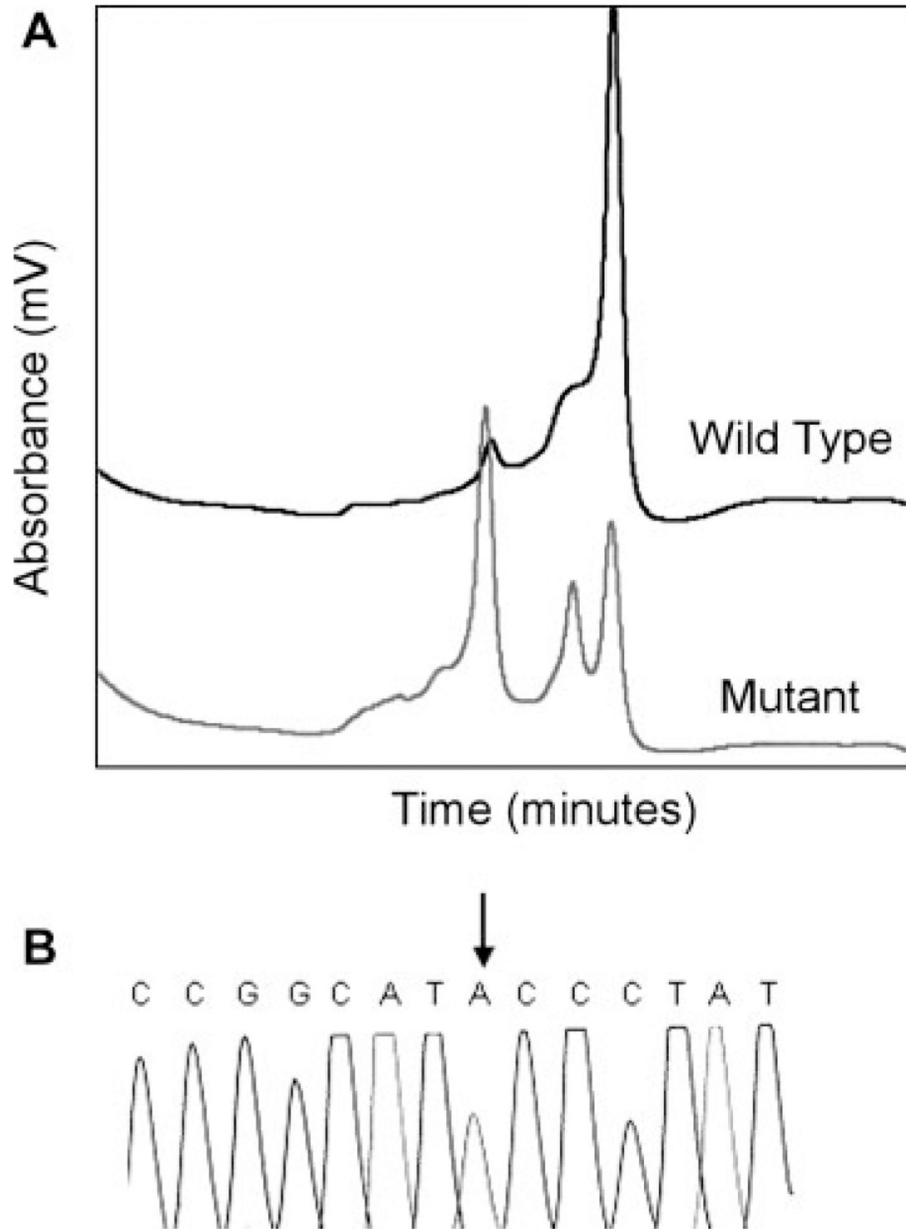 A
Absorbance (mV)
Wild Type
Mutant
Time (minutes)
B
C C G G C A T A C C C T A T